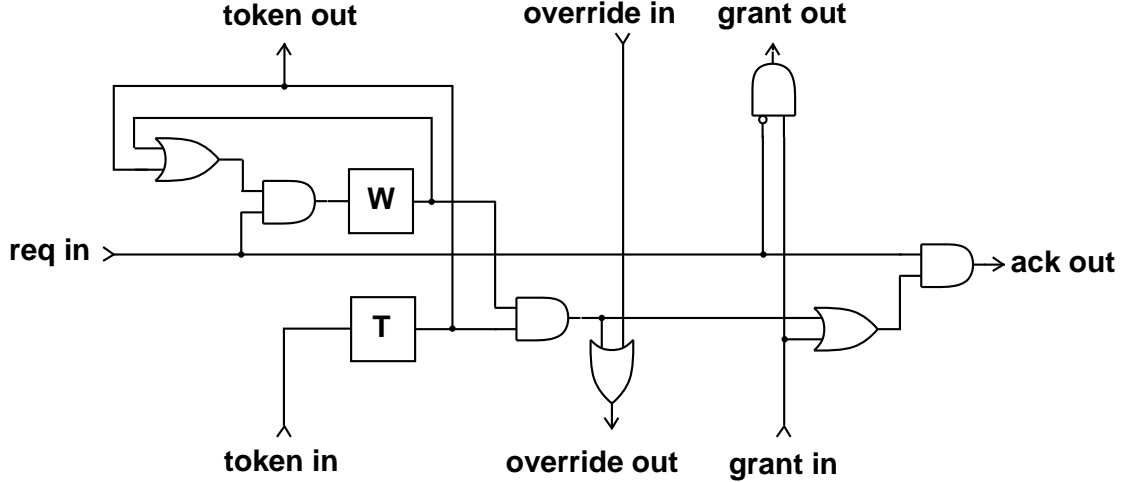 token out
override in
grant out
W
req in
ack out
T
token in
override out
grant in